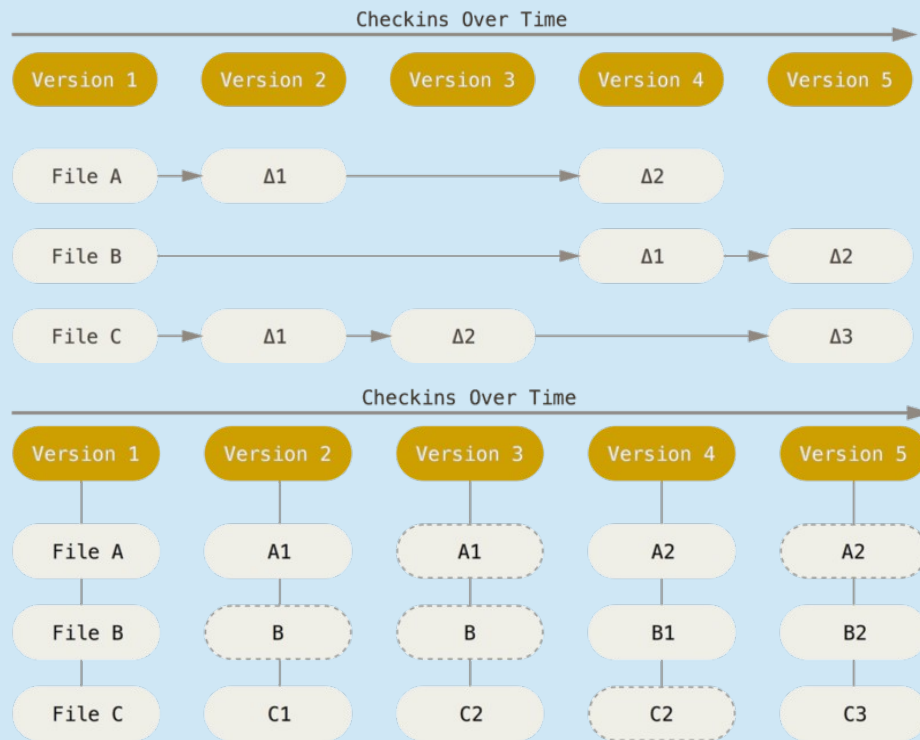 Checkins Over Time
Version 1 Version 2 Version 3 Version 4 Version 5
File A Δ1 Δ2
File B Δ1 Δ2
File C Δ1 Δ2 Δ3
Checkins Over Time
Version 1 Version 2 Version 3 Version 4 Version 5
File A A1 A1 A2 A2
File B B B B1 B2
File C C1 C2 C2 C3